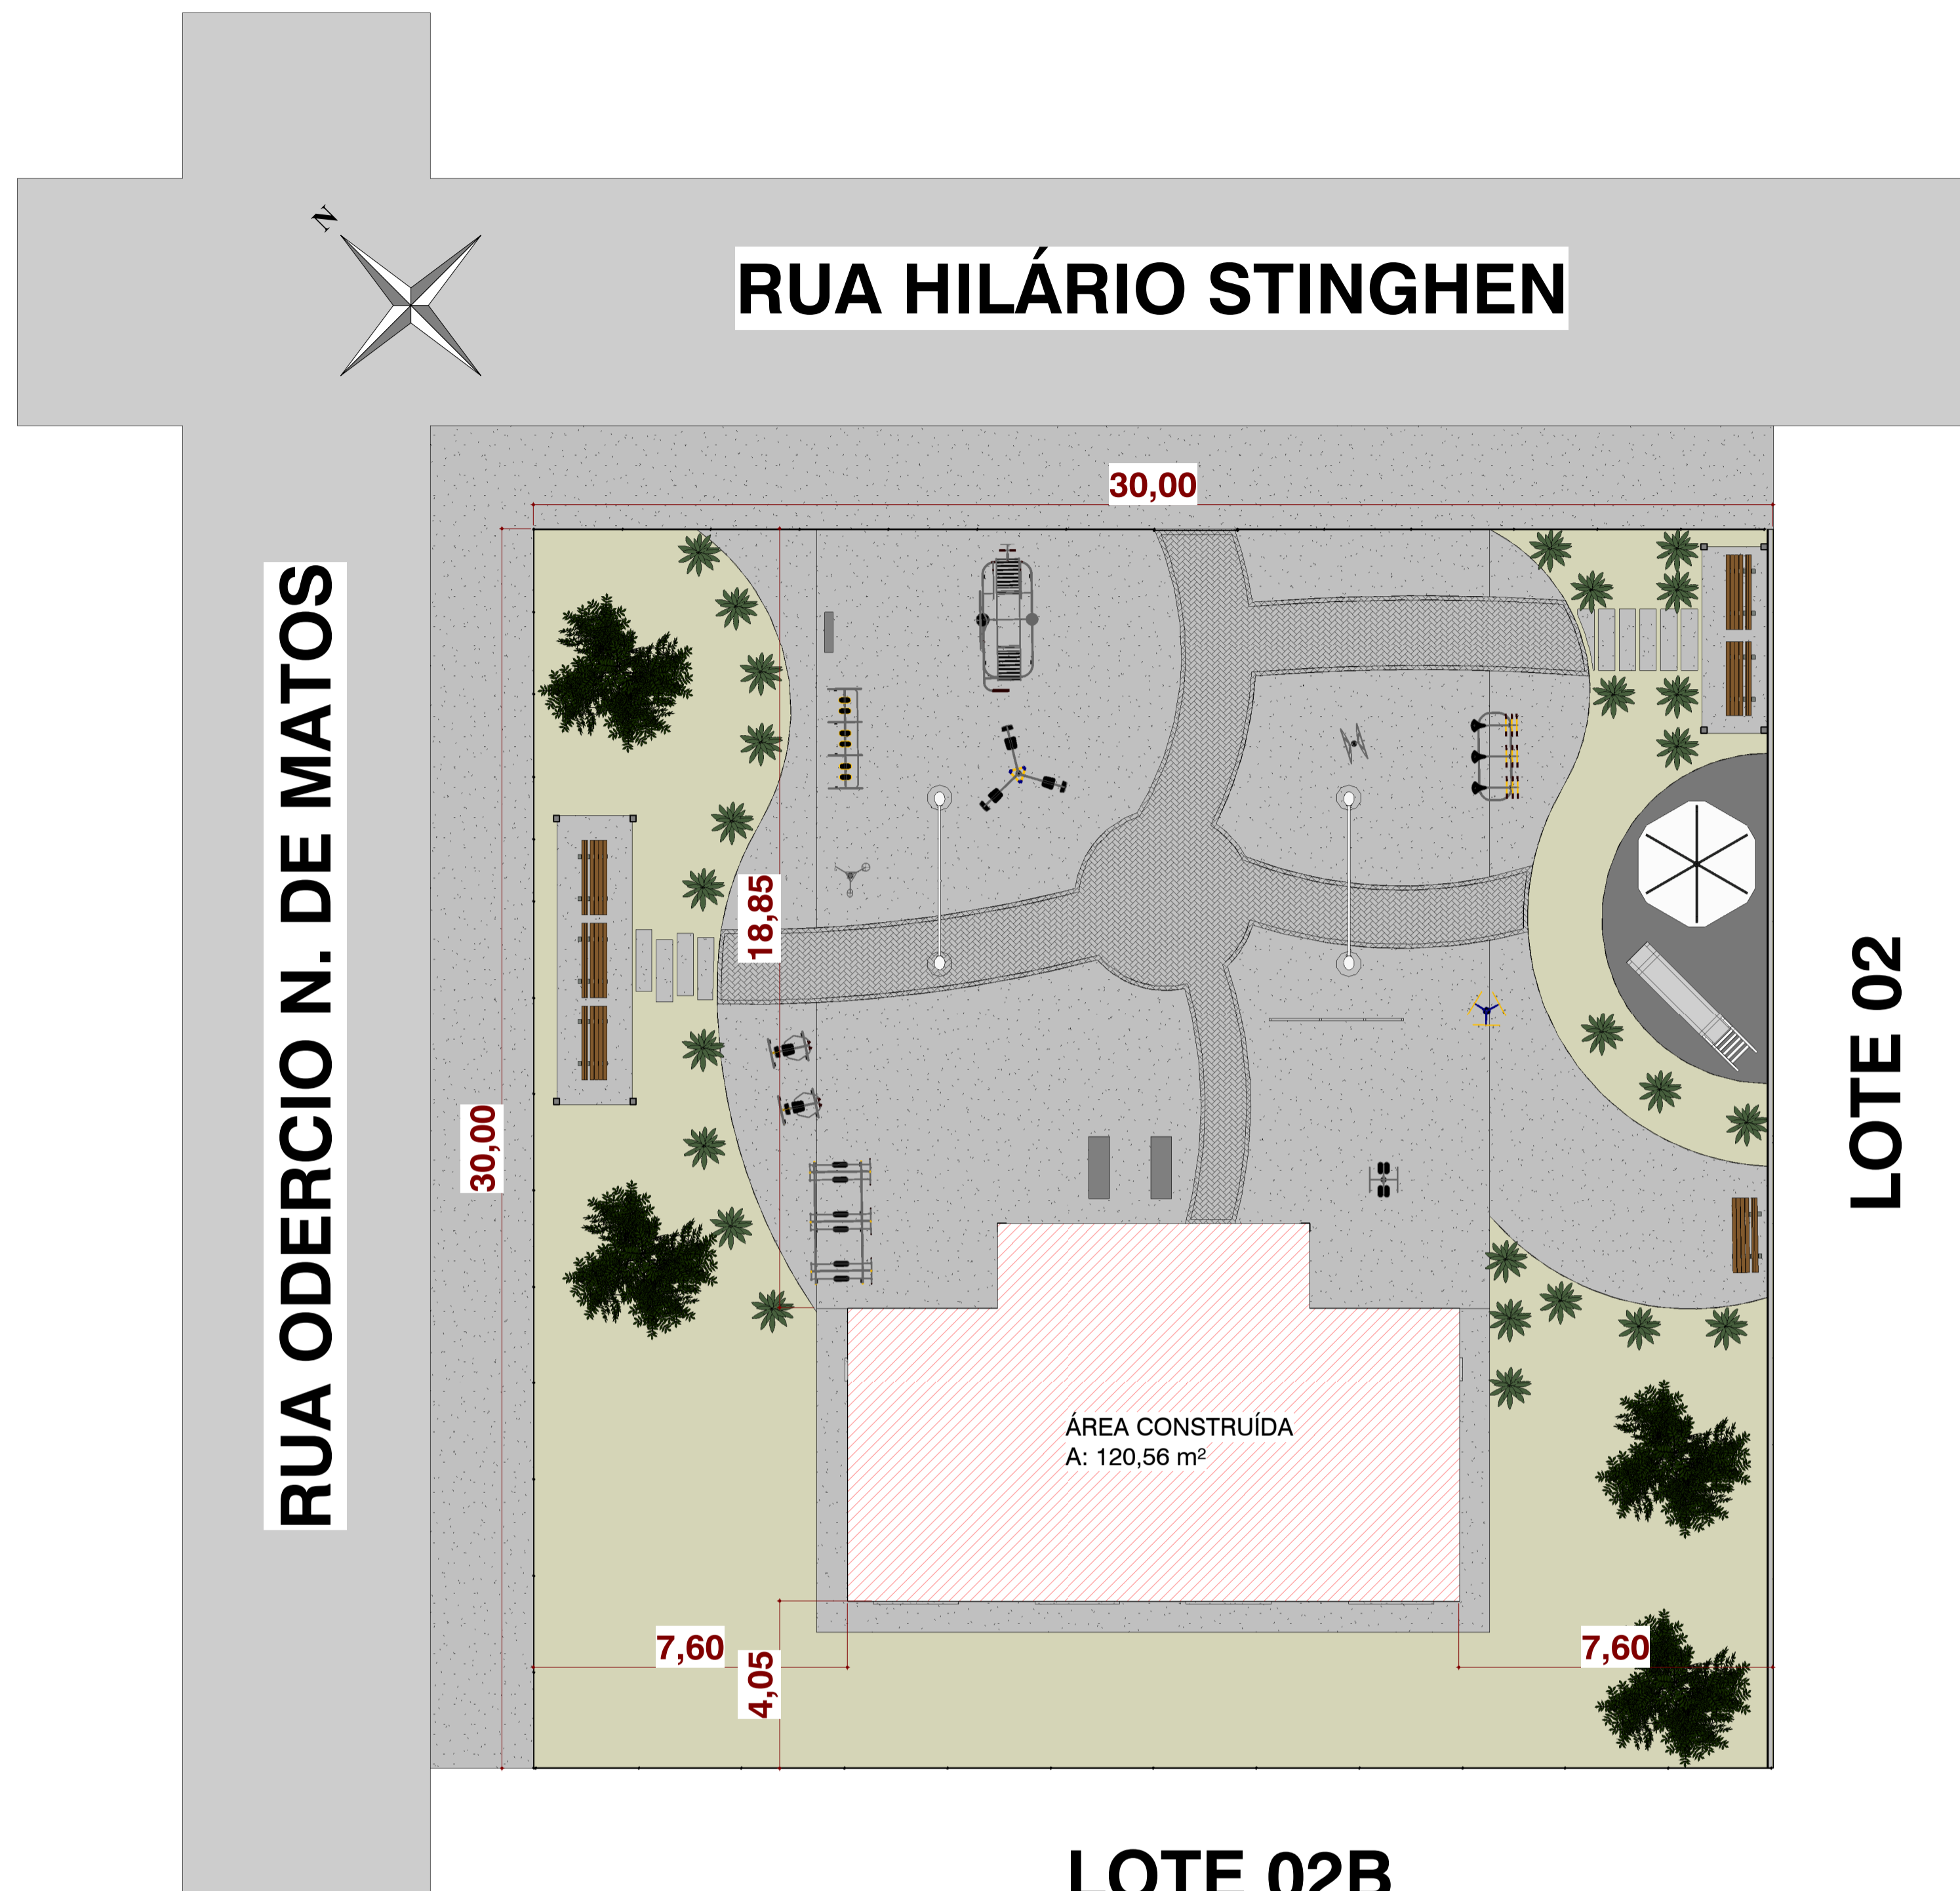 N
RUA HILÁRIO STINGHEN
30,00
RUA ODERCIO N. DE MATOS
18,85
30,00
LOTE 02
ÁREA CONSTRUÍDA
A: 120,56 m²
7,60
4,05
7,60
LOTE 02B